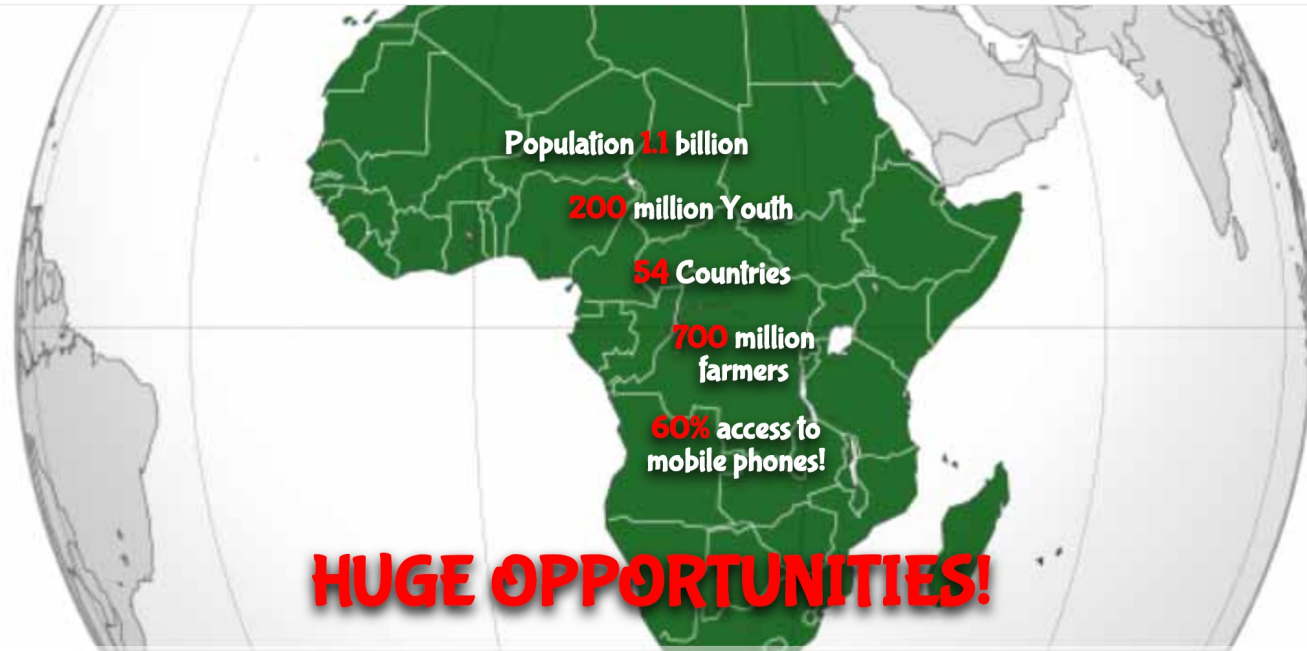 Population 1.1 billion
200 million Youth
54 Countries
700 million
farmers
60% access to
mobile phones!
HUGE OPPORTUNITIES!